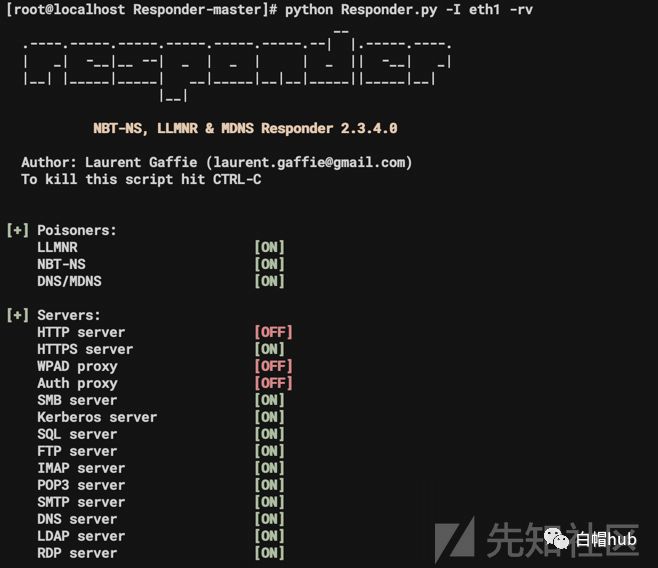 [root@localhost Responder-master]# python Responder.py -I eth1 -rv
NBT-NS, LLMNR & MDNS Responder 2.3.4.0
Author: Laurent Gaffie (laurent.gaffie@gmail.com)
To kill this script hit CTRL-C
[+] Poisoners:
LLMNR [ON]
NBT-NS [ON]
DNS/MDNS [ON]
[+] Servers:
HTTP server [OFF]
HTTPS server [ON]
WPAD proxy [OFF]
Auth proxy [OFF]
SMB server [ON]
Kerberos server [ON]
SQL server [ON]
FTP server [ON]
IMAP server [ON]
POP3 server [ON]
SMTP server [ON]
DNS server [ON]
LDAP server [ON]
RDP server [ON]
先知社区
白帽hub